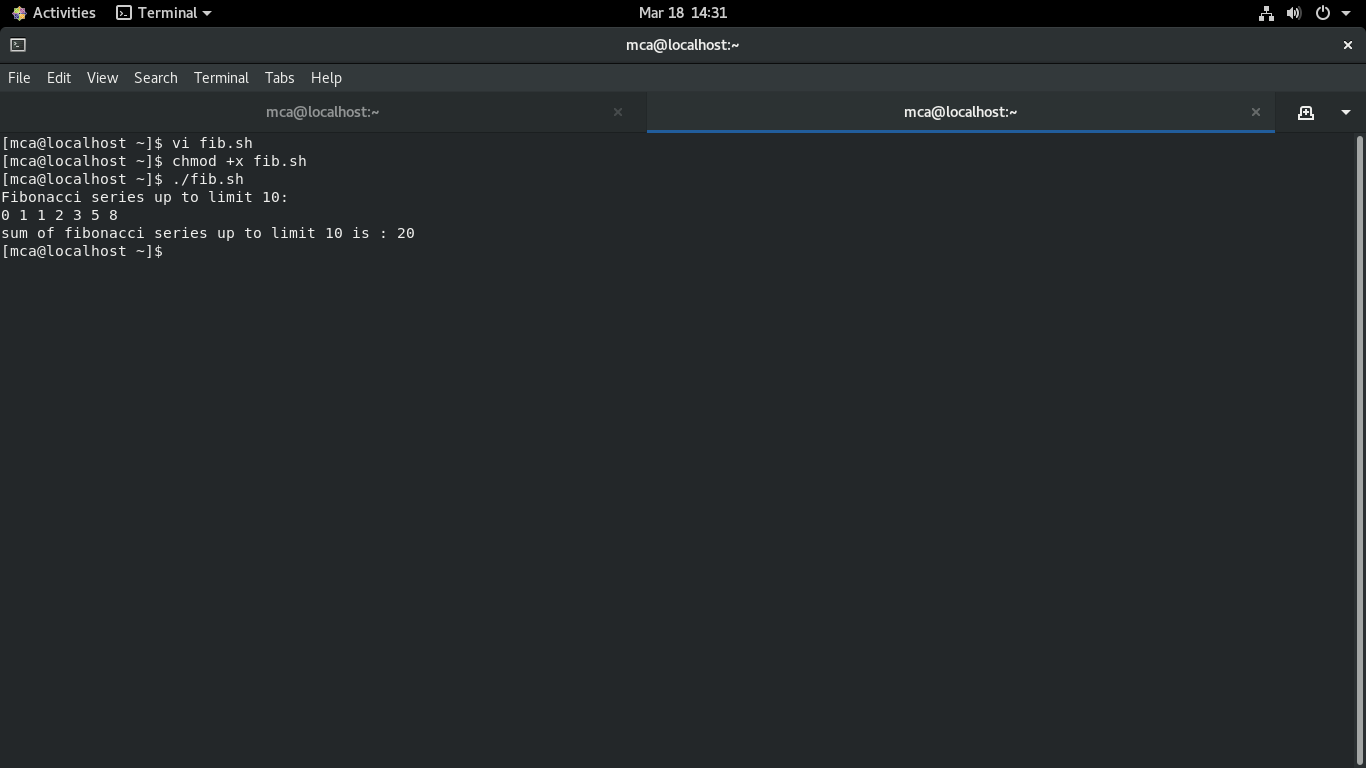 Activities Terminal Mar 18 14:31
mca@localhost:~
File Edit View Search Terminal Tabs Help
mca@localhost:~ mca@localhost:~
[mca@localhost ~]$ vi fib.sh
[mca@localhost ~]$ chmod +x fib.sh
[mca@localhost ~]$ ./fib.sh
Fibonacci series up to limit 10:
0 1 1 2 3 5 8
sum of fibonacci series up to limit 10 is : 20
[mca@localhost ~]$